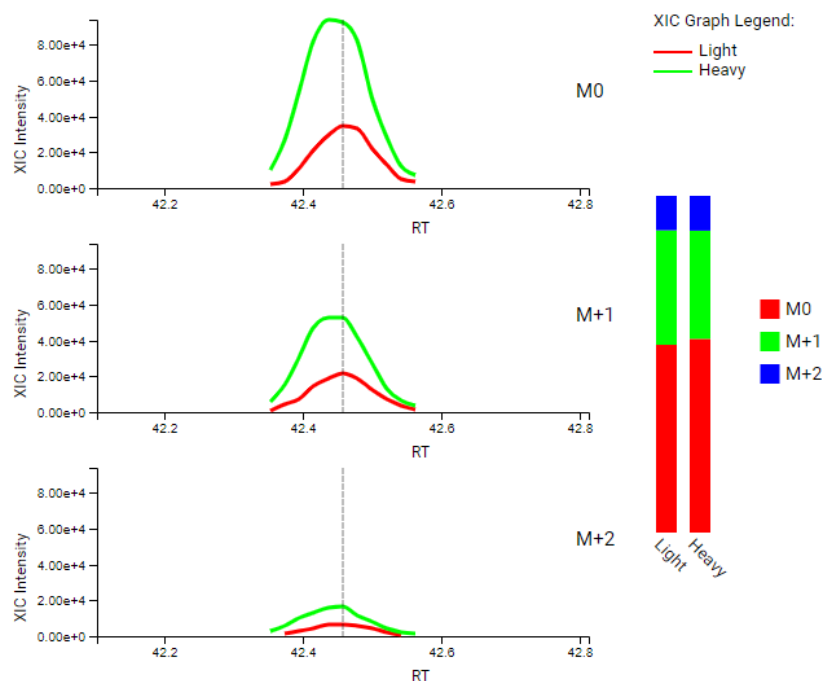 XIC Graph Legend:
Light
Heavy
XIC Intensity
8.00e+4
6.00e+4
4.00e+4
2.00e+4
0.00e+0
42.2
42.4
42.6
42.8
RT
M0
XIC Intensity
8.00e+4
6.00e+4
4.00e+4
2.00e+4
0.00e+0
42.2
42.4
42.6
42.8
RT
M+1
XIC Intensity
8.00e+4
6.00e+4
4.00e+4
2.00e+4
0.00e+0
42.2
42.4
42.6
42.8
RT
M+2
Light
Heavy
M0
M+1
M+2